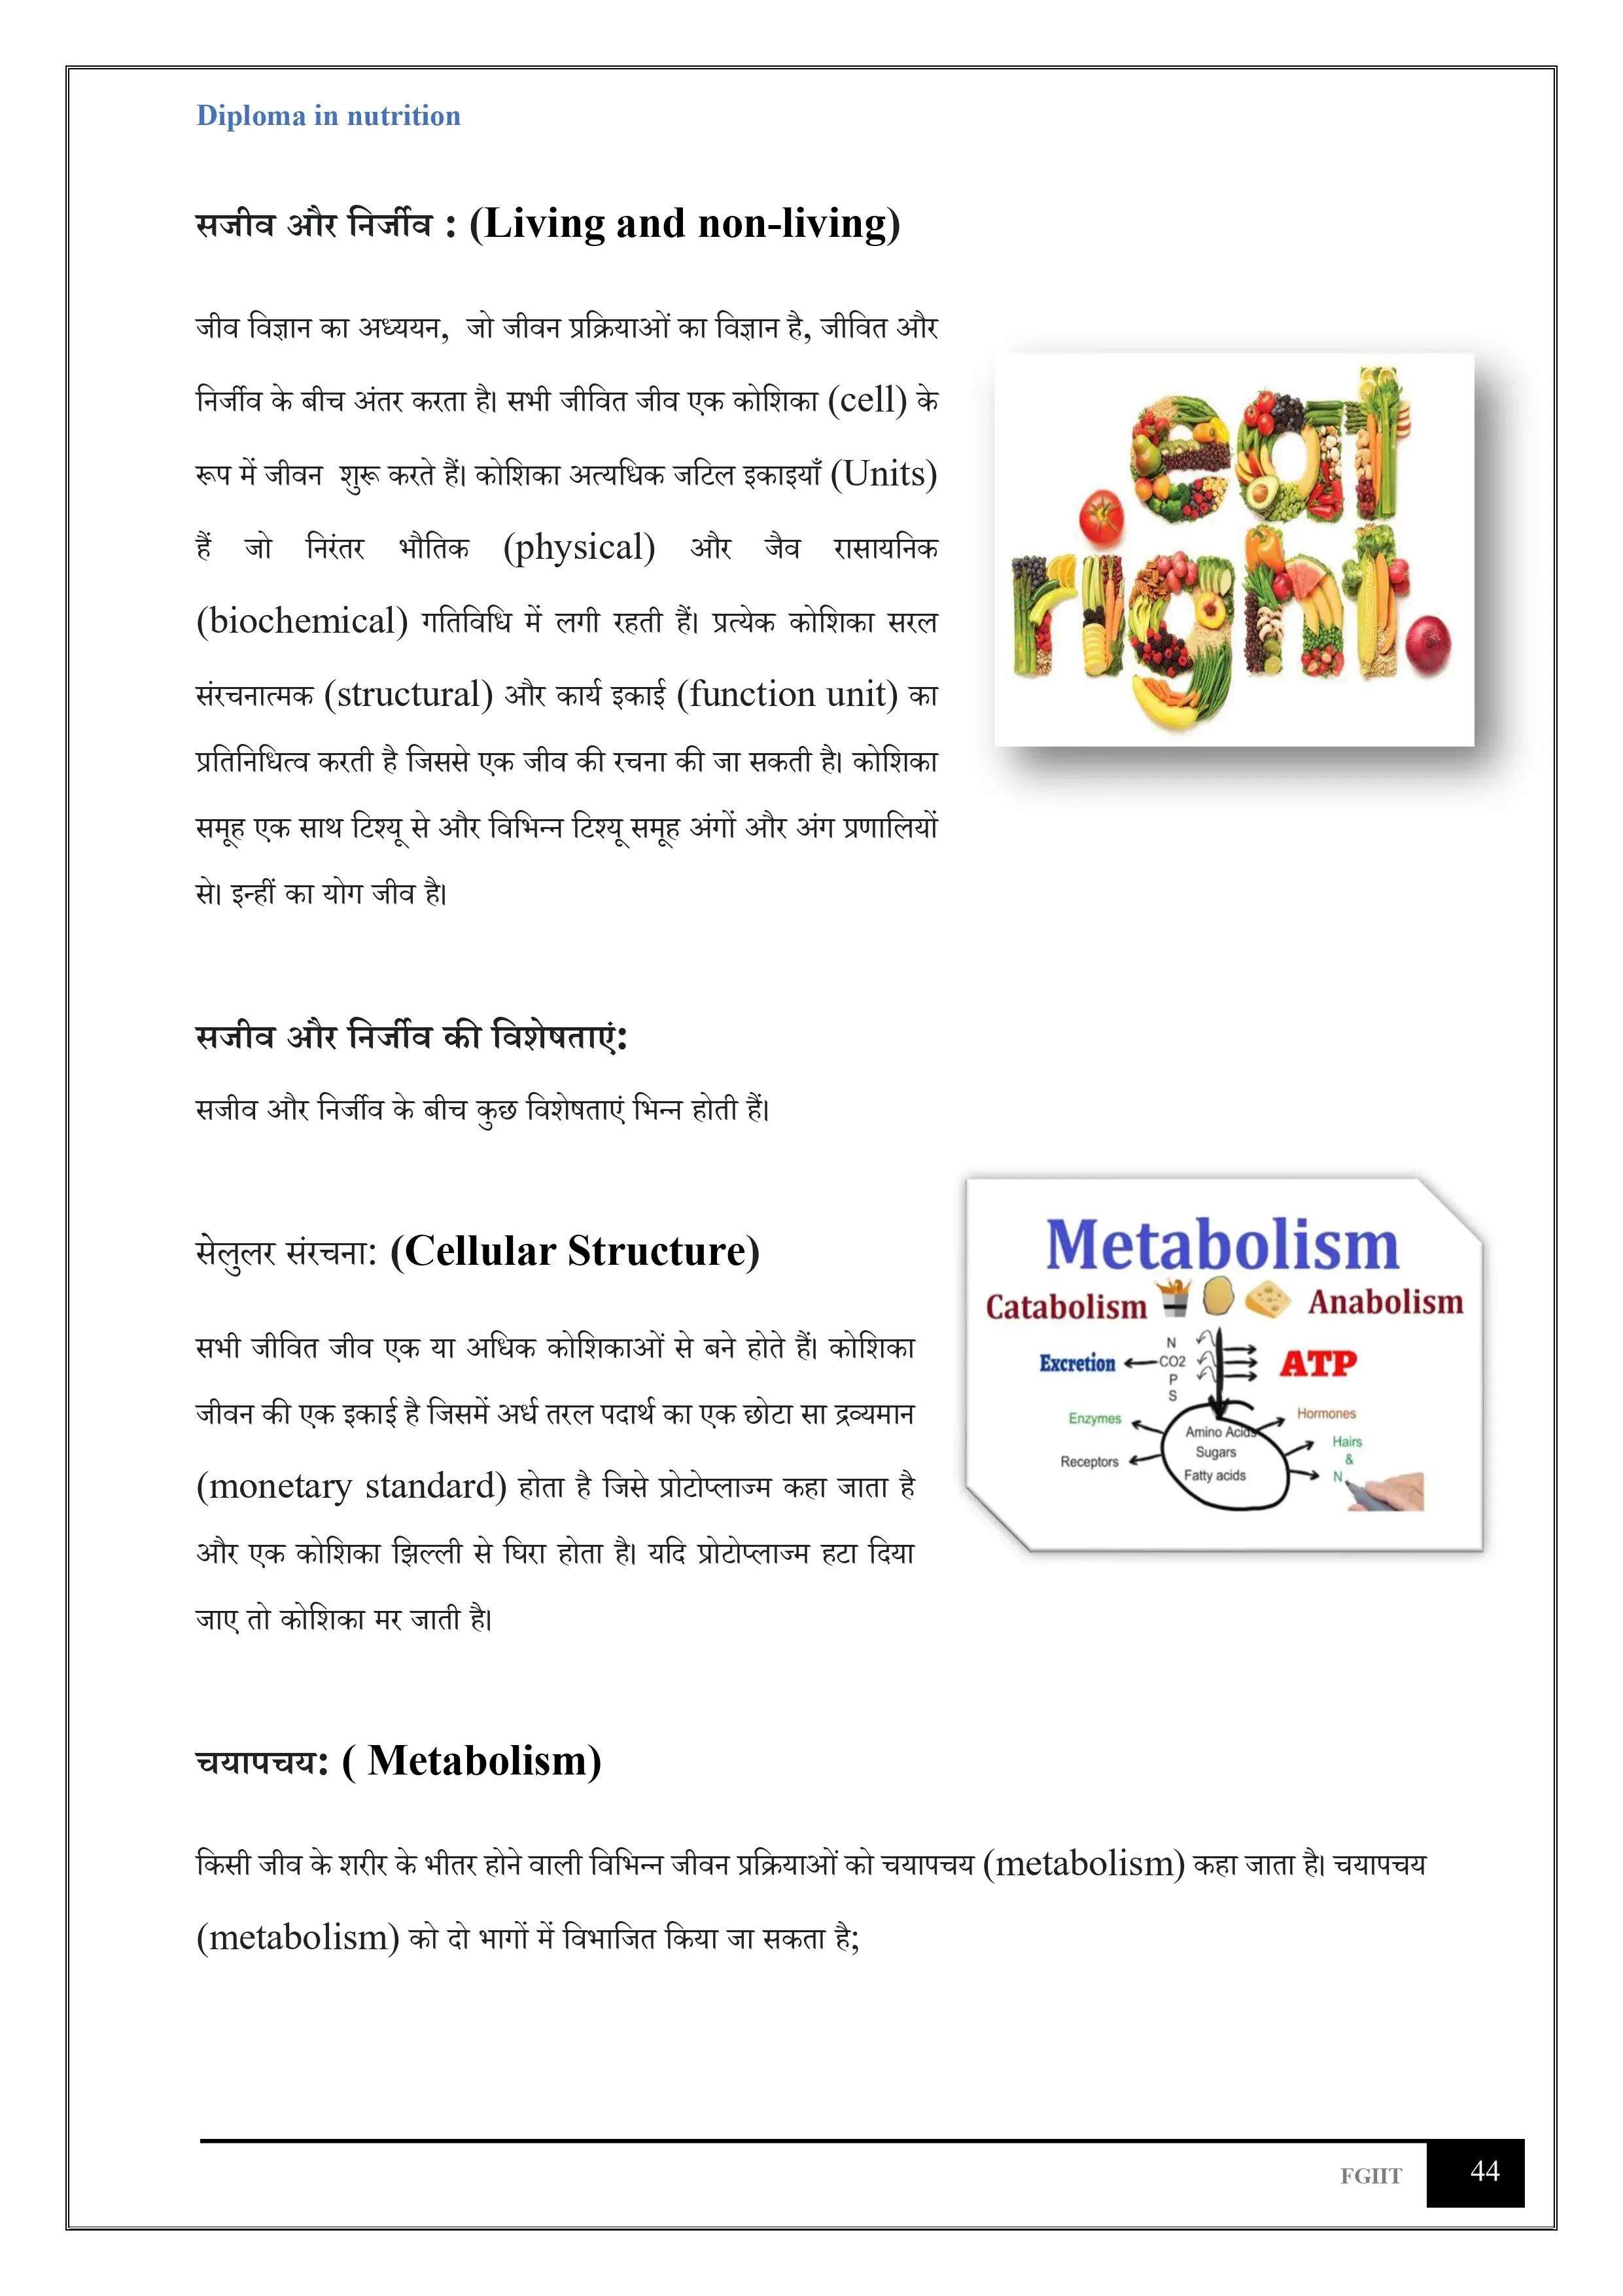 Diploma in nutrition
सजीव और निर्जीव : (Living and non-living)
जीव विज्ञान का अध्ययन, जो जीवन प्रक्रियाओं का विज्ञान है, जीवित और
निर्जीव के बीच अंतर करता है। सभी जीवित जीव एक कोशिका (cell) के
रूप में जीवन शुरू करते हैं। कोशिका अत्यधिक जटिल इकाइयाँ (Units)
हैं जो निरंतर भौतिक (physical) और जैव रासायनिक
(biochemical) गतिविधि में लगी रहती हैं। प्रत्येक कोशिका सरल
संरचनात्मक (structural) और कार्य इकाई (function unit) का
प्रतिनिधित्व करती है जिससे एक जीव की रचना की जा सकती है। कोशिका
समूह एक साथ टिश्यू से और विभिन्न टिश्यू समूह अंगों और अंग प्रणालियों
से। इन्हीं का योग जीव है।
eat
right.
सजीव और निर्जीव की विशेषताएं:
सजीव और निर्जीव के बीच कुछ विशेषताएं भिन्न होती हैं।
सेलुलर संरचना: (Cellular Structure)
सभी जीवित जीव एक या अधिक कोशिकाओं से बने होते हैं। कोशिका
जीवन की एक इकाई है जिसमें अर्ध तरल पदार्थ का एक छोटा सा द्रव्यमान
(monetary standard) होता है जिसे प्रोटोप्लाज्म कहा जाता है
और एक कोशिका झिल्ली से घिरा होता है। यदि प्रोटोप्लाज्म हटा दिया
जाए तो कोशिका मर जाती है।
Metabolism
Catabolism Anabolism
N
Excretion CO2 ATP
P
S
Enzymes Hormones
Amino Acids
Sugars Hairs
&
Receptors Fatty acids N
चयापचय: ( Metabolism)
किसी जीव के शरीर के भीतर होने वाली विभिन्न जीवन प्रक्रियाओं को चयापचय (metabolism) कहा जाता है। चयापचय
(metabolism) को दो भागों में विभाजित किया जा सकता है;
FGIIT 44